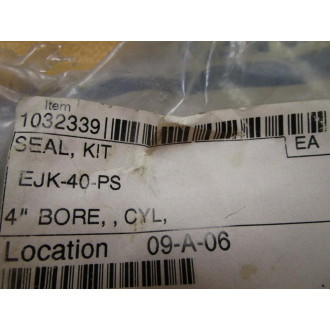 Item
1032339
SEAL, KIT
EA
EJK-40-PS
4" BORE, , CYL,
Location 09-A-06